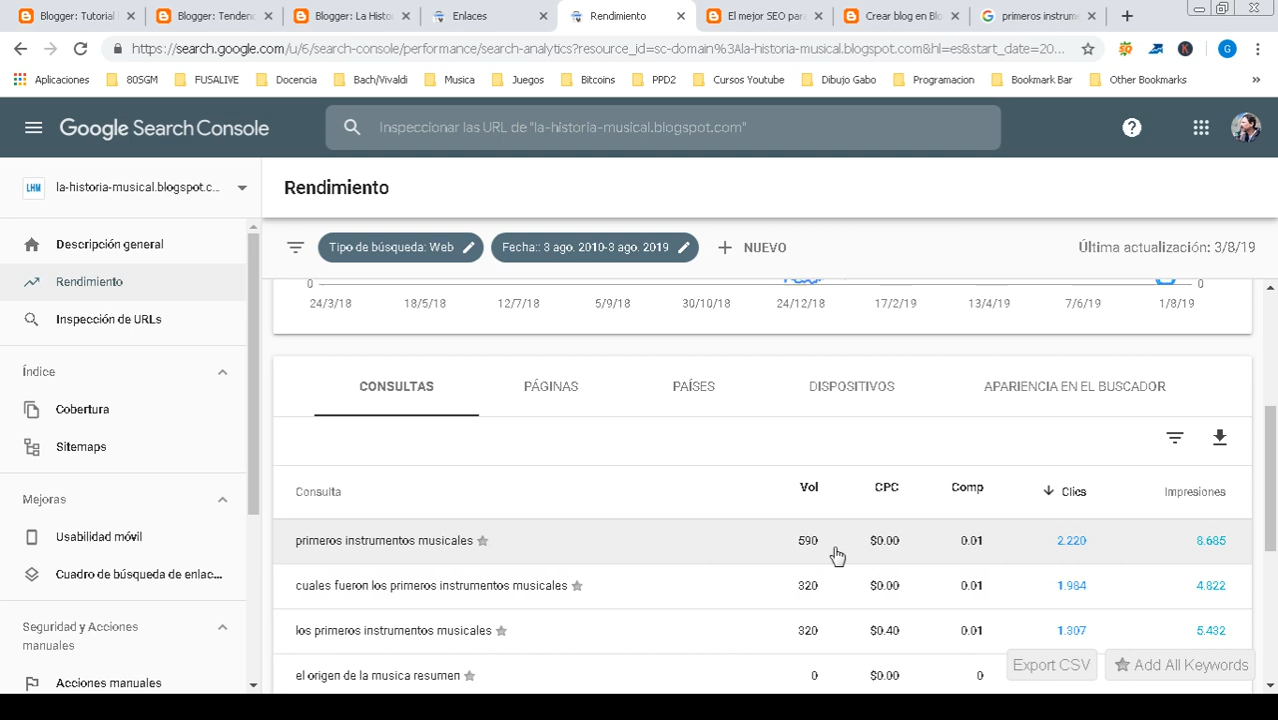 Blogger: Tutorial
Blogger: Tendenc
Blogger: La Histor
Enlaces
Rendimiento
El mejor SEO para
Crear blog en Blo
primeros instrume
https://search.google.com/u/6/search-console/performance/search-analytics?resource_id=sc-domain%3Ala-historia-musical.blogspot.com&hl=es&start_date=20...
G
Aplicaciones
80SGM
FUSALIVE
Docencia
Bach/Vivaldi
Musica
Juegos
Bitcoins
PPD2
Cursos Youtube
Dibujo Gabo
Programacion
Bookmark Bar
Other Bookmarks
Google Search Console
Inspeccionar las URL de "la-historia-musical.blogspot.com"
LHM
la-historia-musical.blogspot.c...
Rendimiento
Descripción general
Rendimiento
Inspección de URLs
Índice
Cobertura
Sitemaps
Mejoras
Usabilidad móvil
Cuadro de búsqueda de enlac...
Seguridad y Acciones
manuales
Acciones manuales
Tipo de búsqueda: Web
Fecha:: 3 ago. 2010-3 ago. 2019
NUEVO
Última actualización: 3/8/19
0 0
24/3/18 18/5/18 12/7/18 5/9/18 30/10/18 24/12/18 17/2/19 13/4/19 7/6/19 1/8/19
CONSULTAS PÁGINAS PAÍSES DISPOSITIVOS APARIENCIA EN EL BUSCADOR
Consulta Vol CPC Comp Clics Impresiones
primeros instrumentos musicales 590 $0.00 0.01 2.220 8.685
cuales fueron los primeros instrumentos musicales 320 $0.00 0.01 1.984 4.822
los primeros instrumentos musicales 320 $0.40 0.01 1.307 5.432
el origen de la musica resumen 0 $0.00 0
Export CSV
Add All Keywords